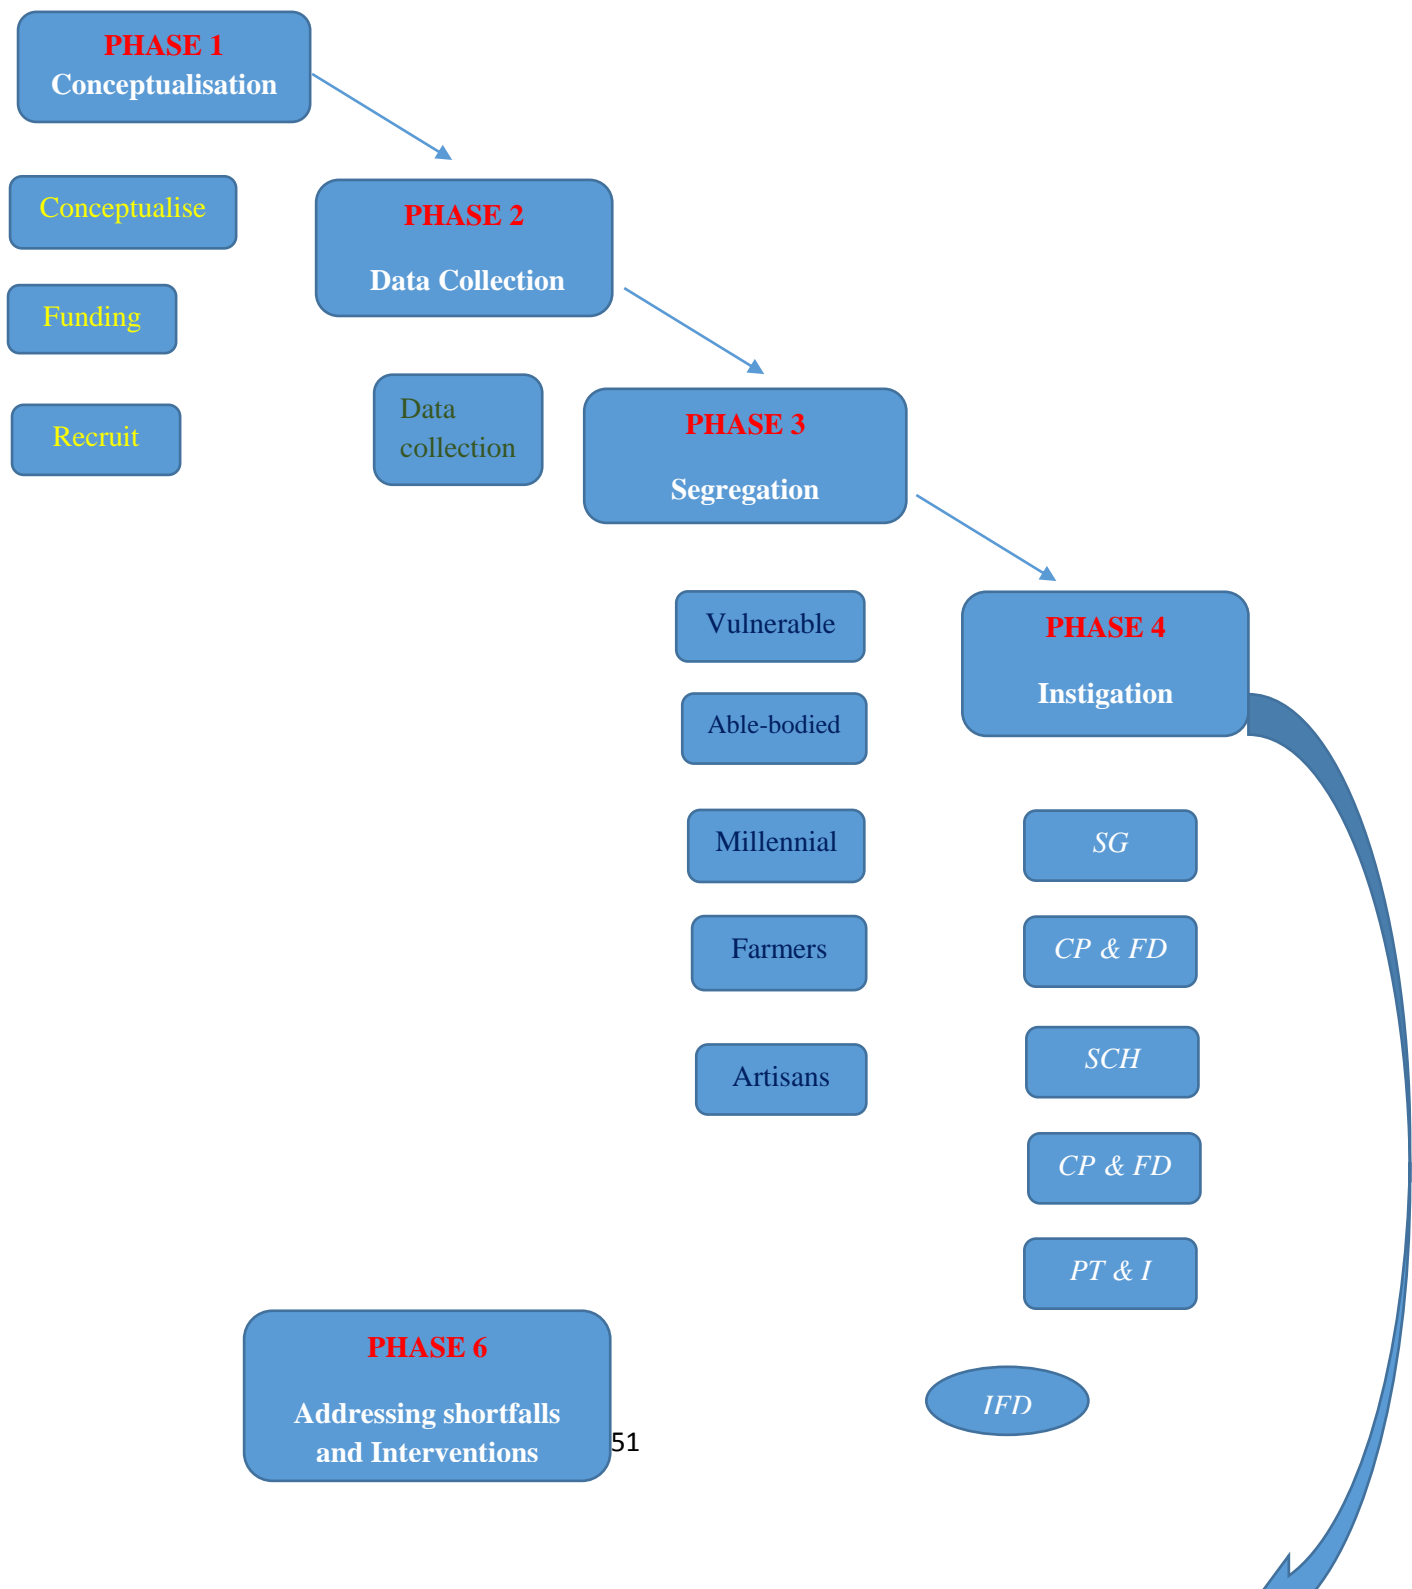 PHASE 1
Conceptualisation
Conceptualise
Funding
Recruit
PHASE 2
Data Collection
Data
collection
PHASE 3
Segregation
Vulnerable
Able-bodied
Millennial
Farmers
Artisans
PHASE 4
Instigation
SG
CP & FD
SCH
CP & FD
PT & I
IFD
PHASE 6
Addressing shortfalls
and Interventions
51